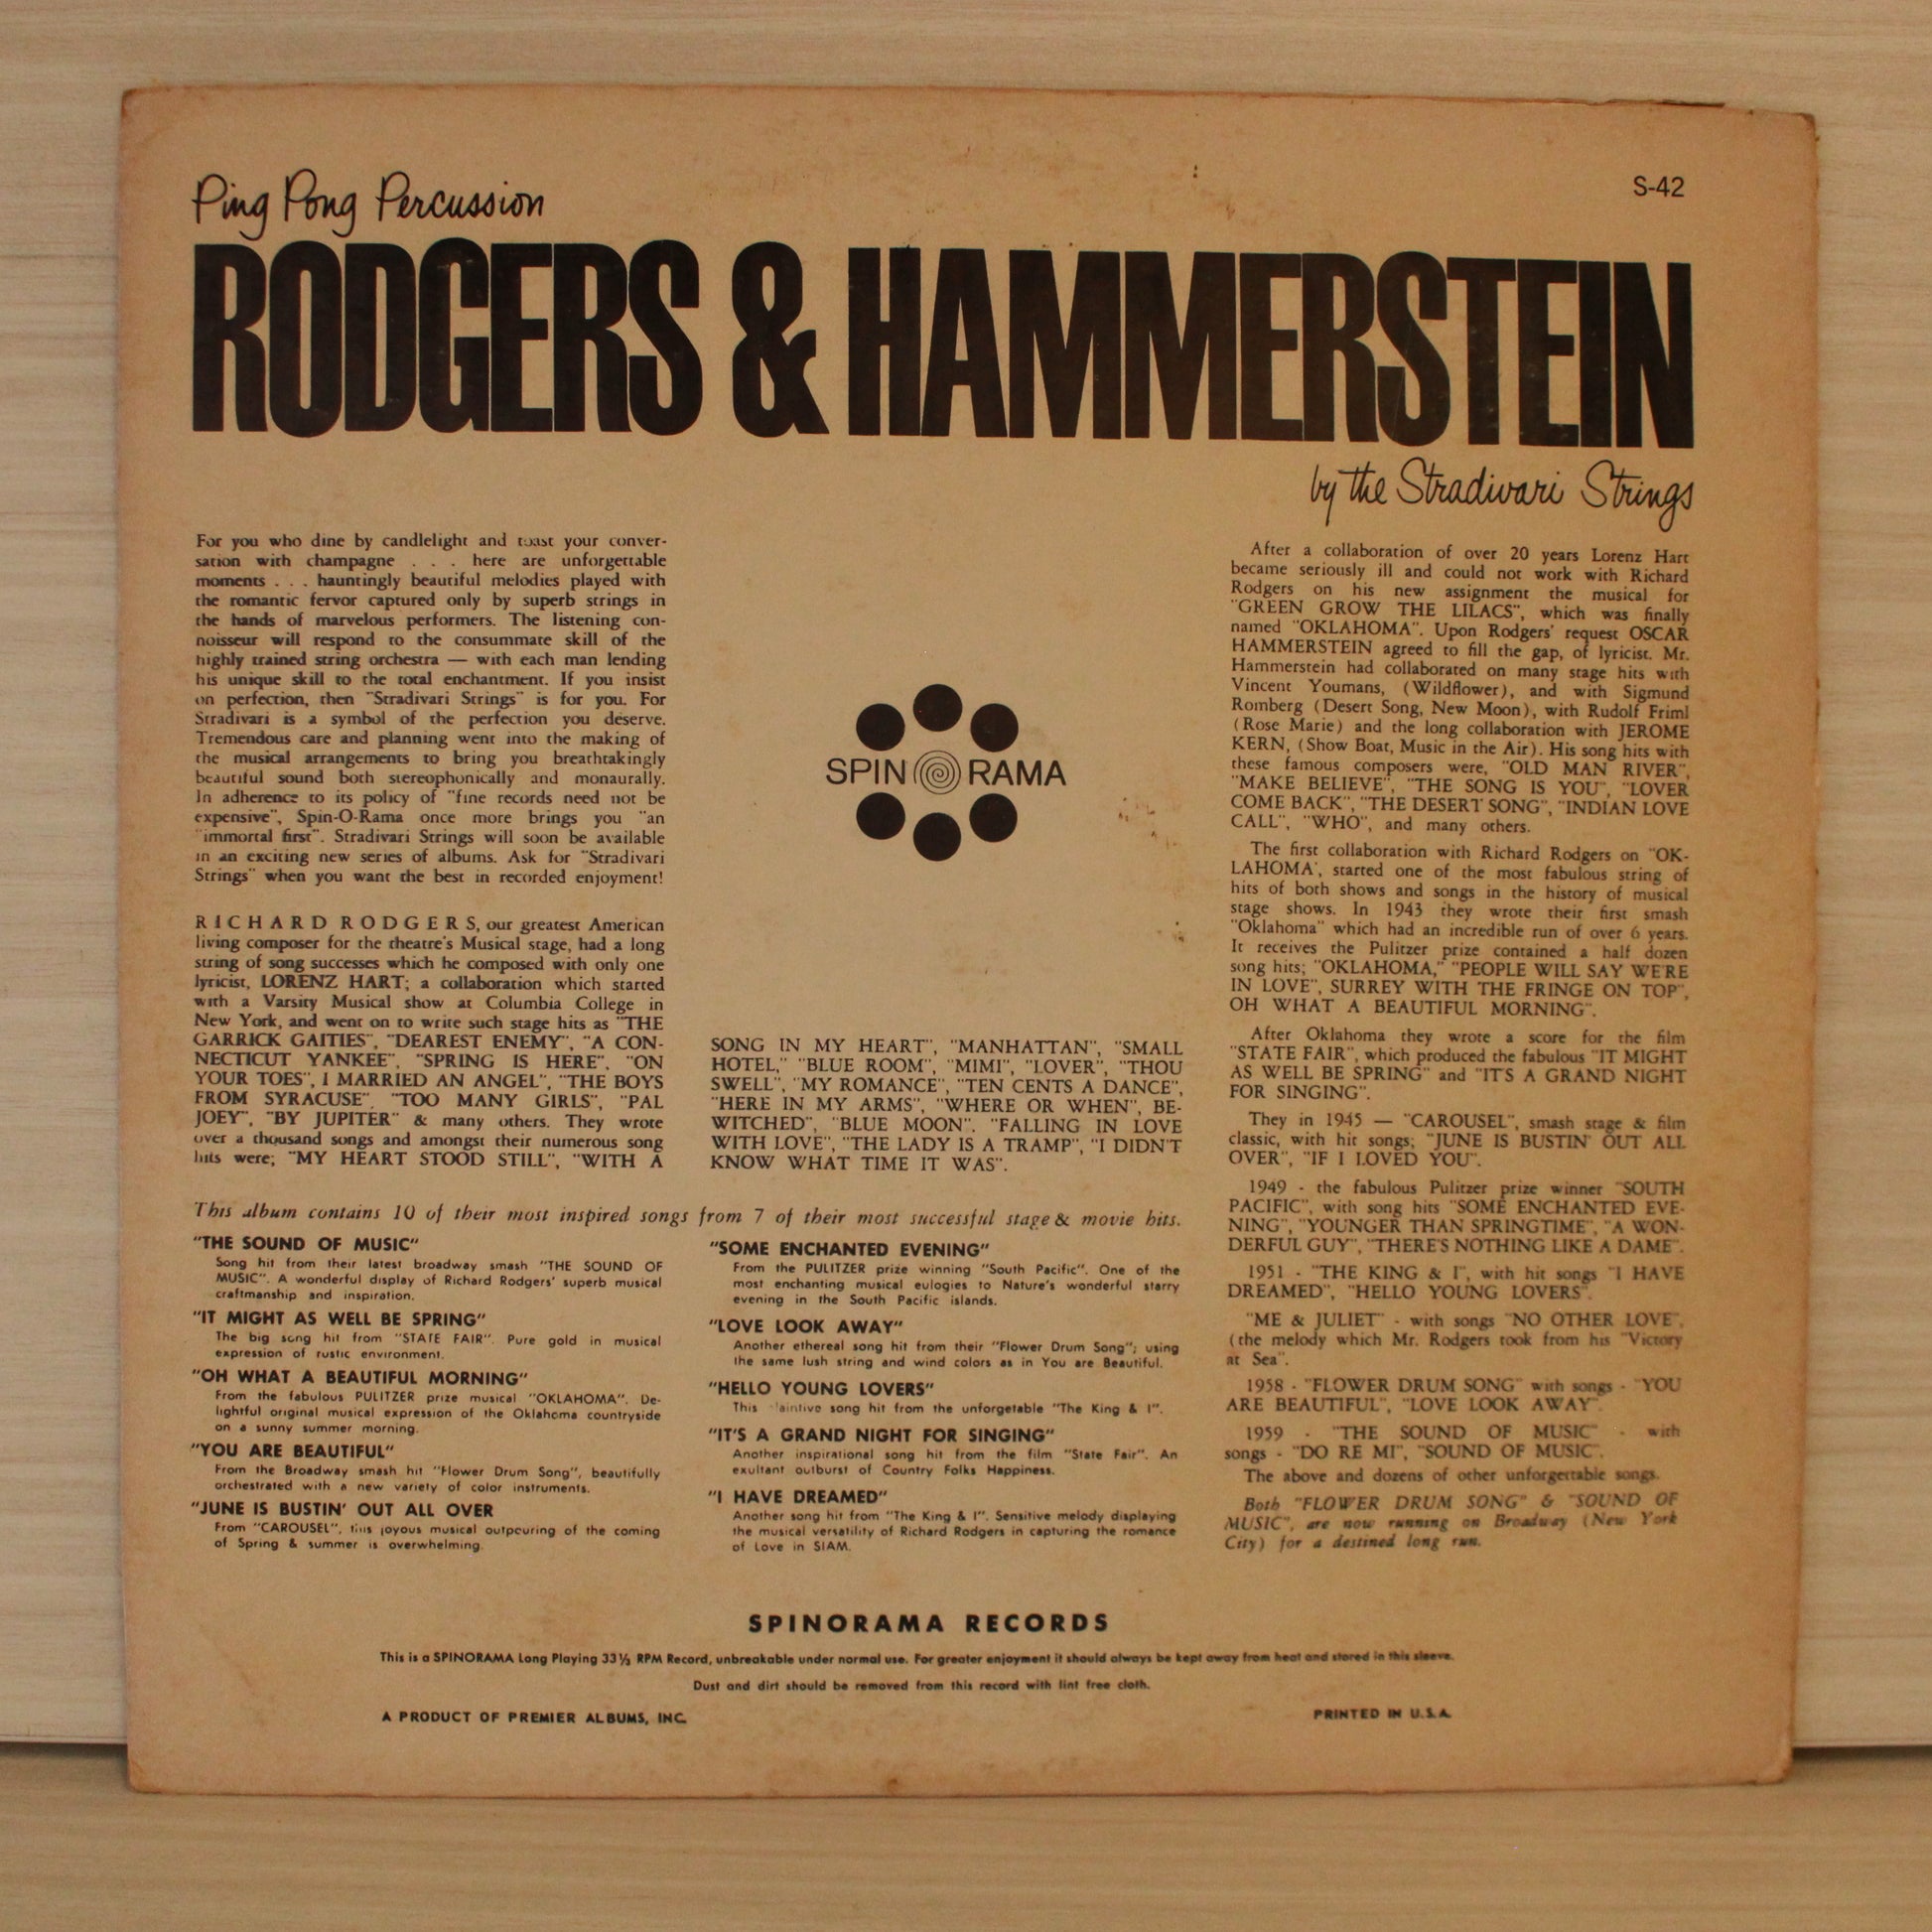 Ping Pong Percussion
S-42
RODGERS & HAMMERSTEIN
by the Stradivari Strings
For you who dine by candlelight and toast your conver-
sation with champagne . . . here are unforgettable
moments . . . hauntingly beautiful melodies played with
the romantic fervor captured only by superb strings in
the hands of marvelous performers. The listening con-
noisseur will respond to the consummate skill of the
highly trained string orchestra — with each man lending
his unique skill to the total enchantment. If you insist
on perfection, then "Stradivari Strings" is for you. For
Stradivari is a symbol of the perfection you deserve.
Tremendous care and planning went into the making of
the musical arrangements to bring you breathtakingly
beautiful sound both stereophonically and monaurally.
In adherence to its policy of "fine records need not be
expensive", Spin-O-Rama once more brings you "an
"immortal first". Stradivari Strings will soon be available
in an exciting new series of albums. Ask for "Stradivari
Strings" when you want the best in recorded enjoyment!
RICHARD RODGERS, our greatest American
living composer for the theatre's Musical stage, had a long
string of song successes which he composed with only one
lyricist, LORENZ HART; a collaboration which started
with a Varsity Musical show at Columbia College in
New York, and went on to write such stage hits as "THE
GARRICK GAITIES", "DEAREST ENEMY", "A CON-
NECTICUT YANKEE", "SPRING IS HERE", "ON
YOUR TOES", I MARRIED AN ANGEL", "THE BOYS
FROM SYRACUSE", "TOO MANY GIRLS", "PAL
JOEY", "BY JUPITER" & many others. They wrote
over a thousand songs and amongst their numerous song
hits were; "MY HEART STOOD STILL", "WITH A
SPIN RAMA
SONG IN MY HEART", "MANHATTAN", "SMALL
HOTEL," "BLUE ROOM", "MIMI", "LOVER", "THOU
SWELL", "MY ROMANCE", "TEN CENTS A DANCE",
"HERE IN MY ARMS", "WHERE OR WHEN", BE-
WITCHED", "BLUE MOON". "FALLING IN LOVE
WITH LOVE", "THE LADY IS A TRAMP", "I DIDN'T
KNOW WHAT TIME IT WAS".
This album contains 10 of their most inspired songs from 7 of their most successful stage & movie hits.
"THE SOUND OF MUSIC"
Song hit from their latest broadway smash "THE SOUND OF
MUSIC". A wonderful display of Richard Rodgers' superb musical
craftmanship and inspiration.
"IT MIGHT AS WELL BE SPRING"
The big song hit from "STATE FAIR". Pure gold in musical
expression of rustic environment.
"OH WHAT A BEAUTIFUL MORNING"
From the fabulous PULITZER prize musical "OKLAHOMA". De-
lightful original musical expression of the Oklahoma countryside
on a sunny summer morning.
"YOU ARE BEAUTIFUL"
From the Broadway smash hit "Flower Drum Song", beautifully
orchestrated with a new variety of color instruments.
"JUNE IS BUSTIN' OUT ALL OVER
From "CAROUSEL", this joyous musical outpouring of the coming
of Spring & summer is overwhelming.
"SOME ENCHANTED EVENING"
From the PULITZER prize winning "South Pacific". One of the
most enchanting musical eulogies to Nature's wonderful starry
evening in the South Pacific islands.
"LOVE LOOK AWAY"
Another ethereal song hit from their "Flower Drum Song"; using
the same lush string and wind colors as in You are Beautiful.
"HELLO YOUNG LOVERS"
This song hit from the unforgetable "The King & I".
"IT'S A GRAND NIGHT FOR SINGING"
Another inspirational song hit from the film "State Fair". An
exultant outburst of Country Folks Happiness.
"I HAVE DREAMED"
Another song hit from "The King & I". Sensitive melody displaying
the musical versatility of Richard Rodgers in capturing the romance
of Love in SIAM.
After a collaboration of over 20 years Lorenz Hart
became seriously ill and could not work with Richard
Rodgers on his new assignment the musical for
"GREEN GROW THE LILACS", which was finally
named "OKLAHOMA". Upon Rodgers' request OSCAR
HAMMERSTEIN agreed to fill the gap, of lyricist. Mr.
Hammerstein had collaborated on many stage hits with
Vincent Youmans, (Wildflower), and with Sigmund
Romberg (Desert Song, New Moon), with Rudolf Friml
(Rose Marie) and the long collaboration with JEROME
KERN, (Show Boat, Music in the Air). His song hits with
these famous composers were, "OLD MAN RIVER",
"MAKE BELIEVE", "THE SONG IS YOU", "LOVER
COME BACK", "THE DESERT SONG", "INDIAN LOVE
CALL", "WHO", and many others.
The first collaboration with Richard Rodgers on "OK-
LAHOMA', started one of the most fabulous string of
hits of both shows and songs in the history of musical
stage shows. In 1943 they wrote their first smash
"Oklahoma" which had an incredible run of over 6 years.
It receives the Pulitzer prize contained a half dozen
song hits; "OKLAHOMA," "PEOPLE WILL SAY WE'RE
IN LOVE", SURREY WITH THE FRINGE ON TOP",
OH WHAT A BEAUTIFUL MORNING".
After Oklahoma they wrote a score for the film
"STATE FAIR", which produced the fabulous "IT MIGHT
AS WELL BE SPRING" and "IT'S A GRAND NIGHT
FOR SINGING".
They in 1945 — "CAROUSEL", smash stage & film
classic, with hit songs; "JUNE IS BUSTIN' OUT ALL
OVER", "IF I LOVED YOU".
1949 - the fabulous Pulitzer prize winner "SOUTH
PACIFIC", with song hits "SOME ENCHANTED EVE-
NING", "YOUNGER THAN SPRINGTIME", "A WON-
DERFUL GUY", "THERE'S NOTHING LIKE A DAME".
1951 - "THE KING & I", with hit songs "I HAVE
DREAMED", "HELLO YOUNG LOVERS".
"ME & JULIET" - with songs "NO OTHER LOVE",
(the melody which Mr. Rodgers took from his "Victory
at Sea".
1958 - "FLOWER DRUM SONG" with songs - "YOU
ARE BEAUTIFUL", "LOVE LOOK AWAY".
1959 - "THE SOUND OF MUSIC" - with
songs - "DO RE MI", "SOUND OF MUSIC".
The above and dozens of other unforgettable songs.
Both "FLOWER DRUM SONG" & "SOUND OF
MUSIC", are now running on Broadway (New York
City) for a destined long run.
SPINORAMA RECORDS
This is a SPINORAMA Long Playing 33⅓ RPM Record, unbreakable under normal use. For greater enjoyment it should always be kept away from heat and stored in this sleeve.
Dust and dirt should be removed from this record with lint free cloth.
A PRODUCT OF PREMIER ALBUMS, INC.
PRINTED IN U.S.A.